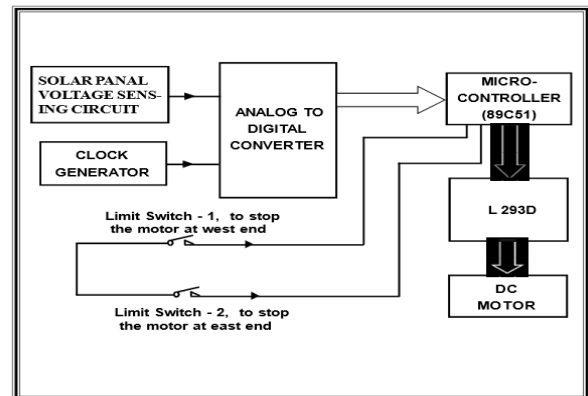 SOLAR PANAL
VOLTAGE SENS-
ING CIRCUIT
CLOCK
GENERATOR
ANALOG TO
DIGITAL
CONVERTER
MICRO-
CONTROLLER
(89C51)
L 293D
DC
MOTOR
Limit Switch - 1, to stop
the motor at west end
Limit Switch - 2, to stop
the motor at east end